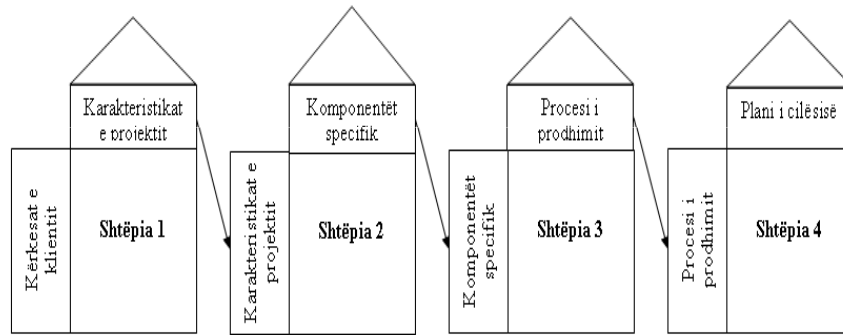 Karakteristikat
e projektit
Kërkesat e
klientit
Shtëpia 1
Komponentët
specifik
Karakteristikat e
projektit
Shtëpia 2
Procesi i
prodhimit
Komponentët
specifik
Shtëpia 3
Plani i cilësisë
Procesi i
prodhimit
Shtëpia 4